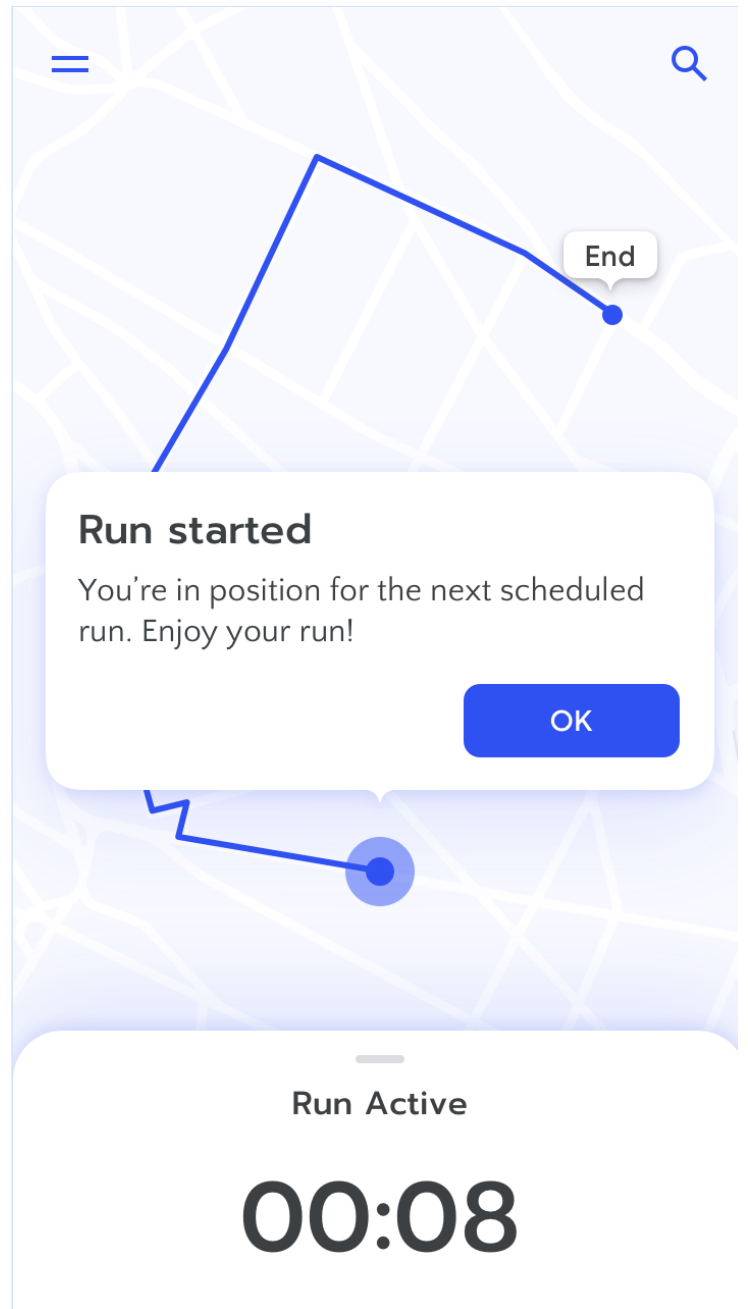 End
Run started
You’re in position for the next scheduled
run. Enjoy your run!
OK
Run Active
00:08